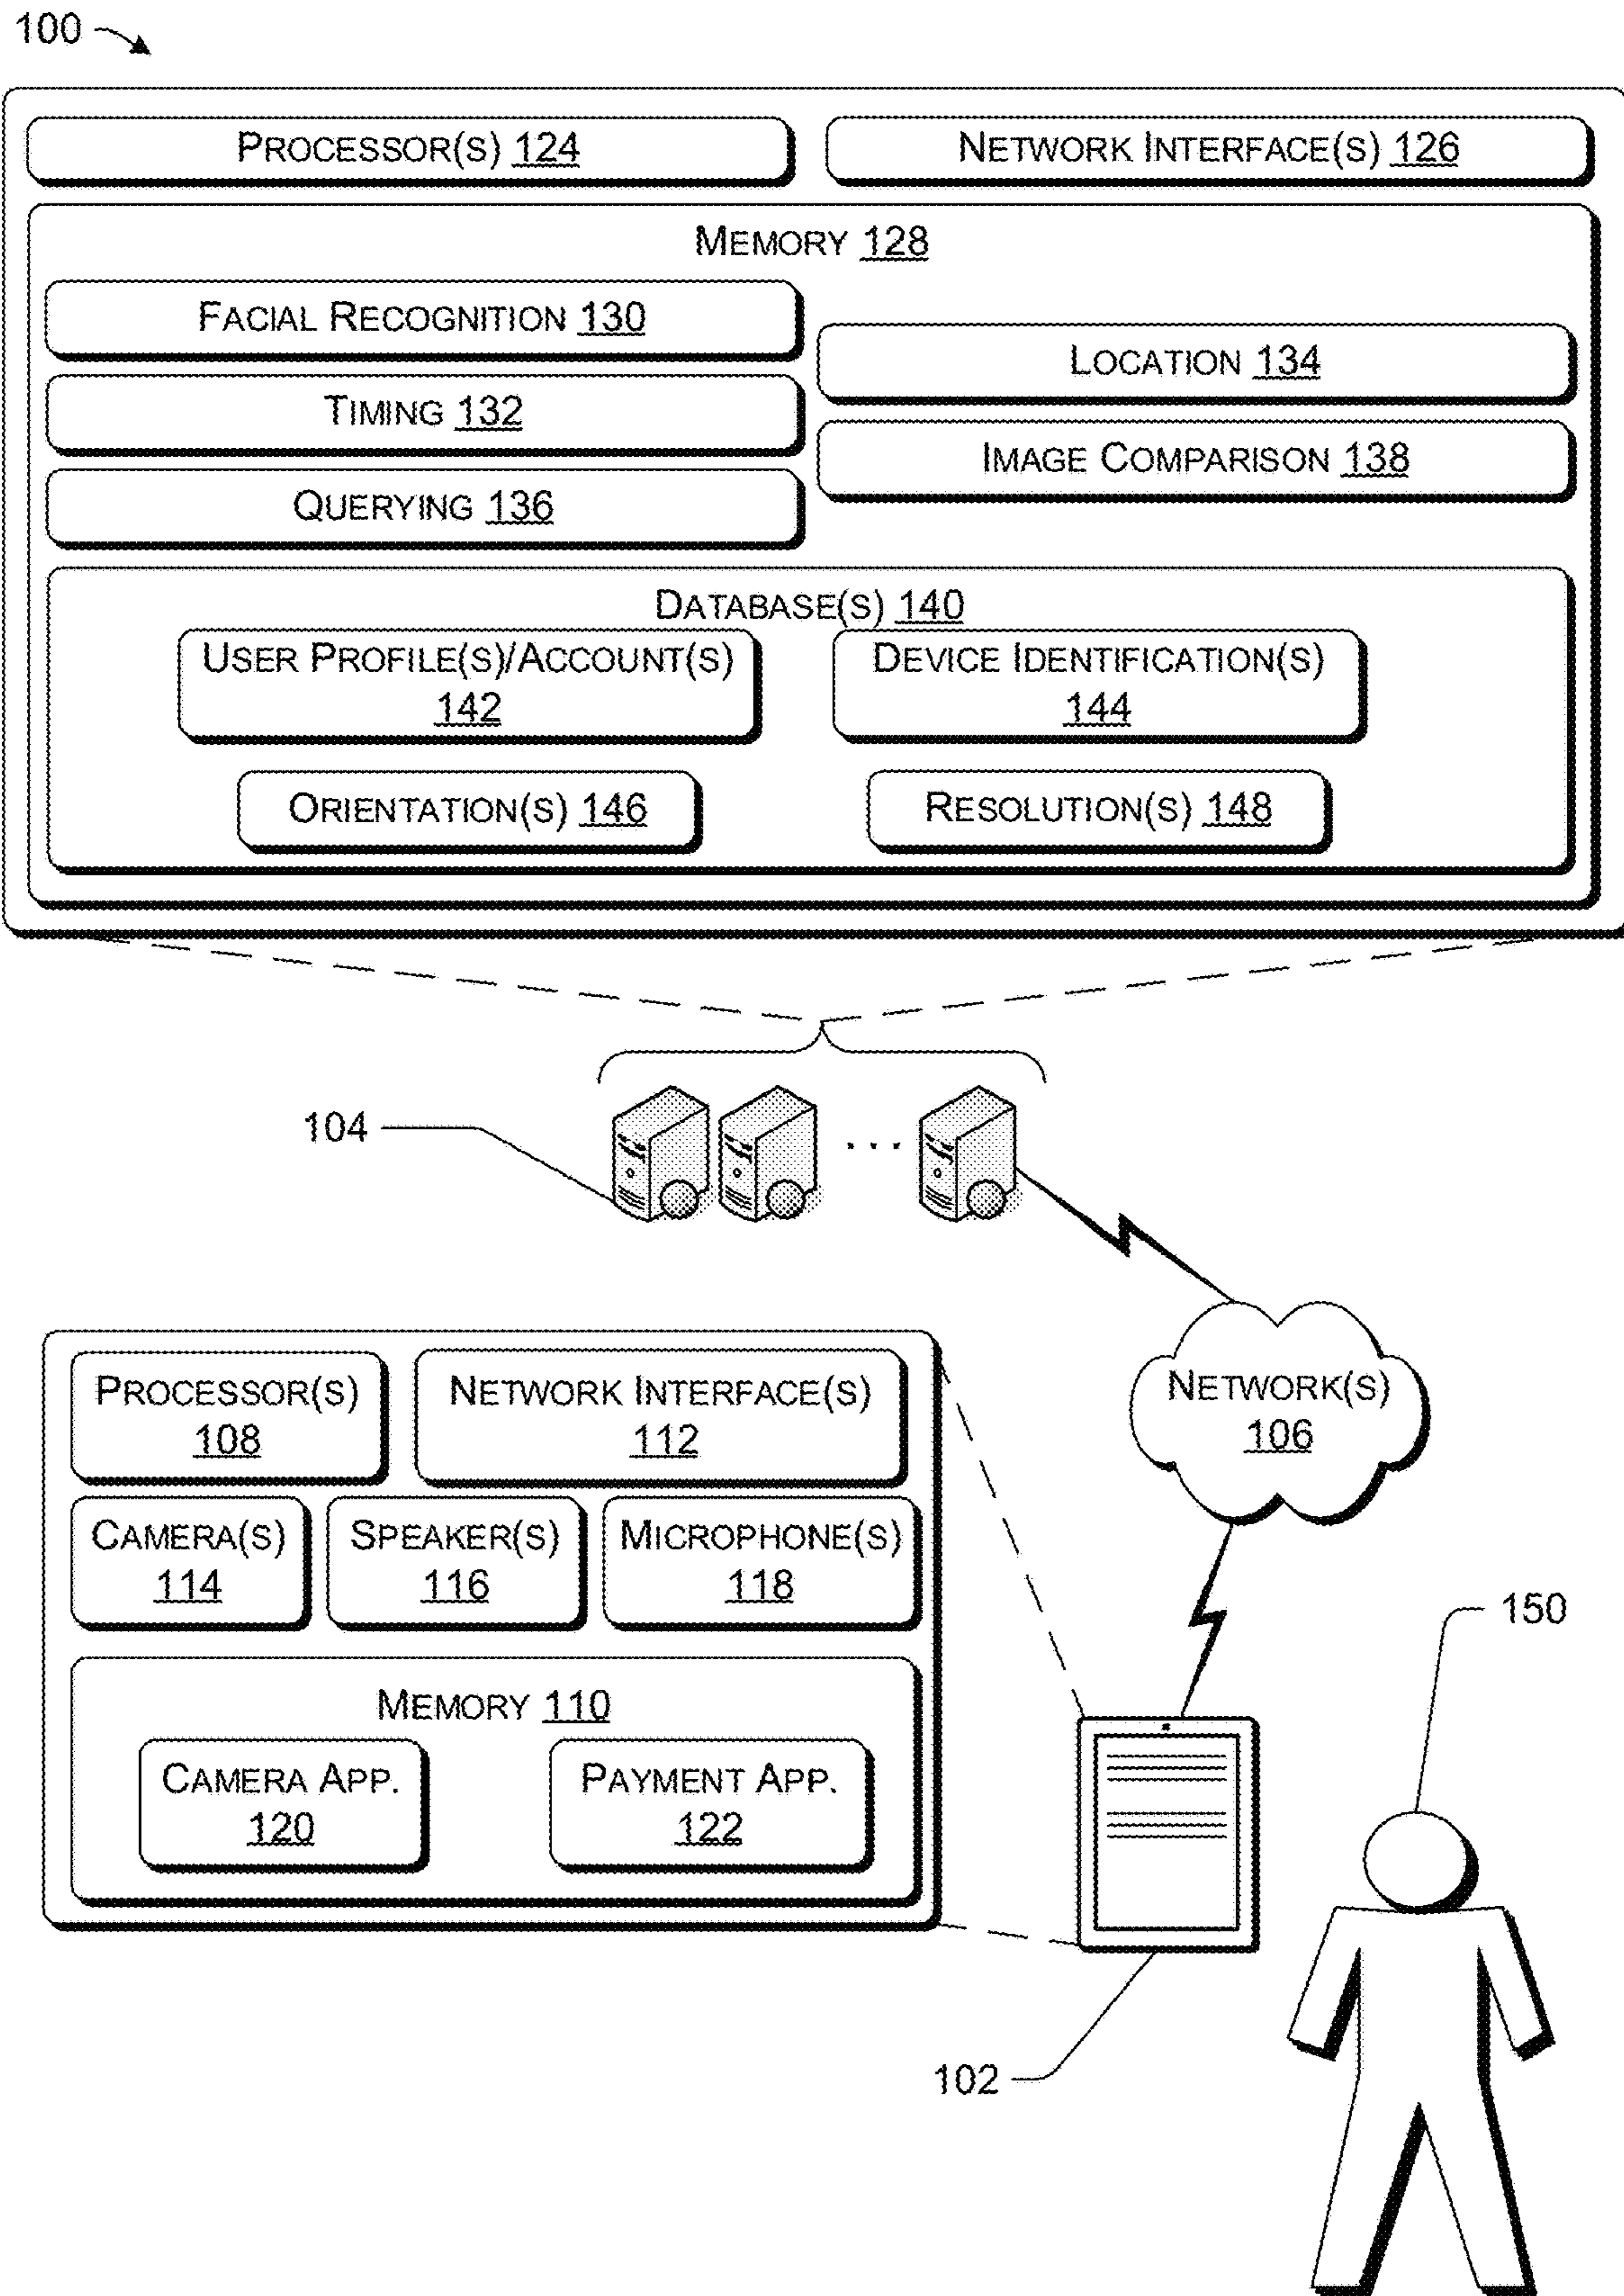 100
PROCESSOR(S) 124
NETWORK INTERFACE(S) 126
MEMORY 128
FACIAL RECOGNITION 130
LOCATION 134
TIMING 132
IMAGE COMPARISON 138
QUERYING 136
DATABASE(S) 140
USER PROFILE(S)/ACCOUNT(S)
142
DEVICE IDENTIFICATION(S)
144
ORIENTATION(S) 146
RESOLUTION(S) 148
104
NETWORK(S)
106
PROCESSOR(S)
108
NETWORK INTERFACE(S)
112
CAMERA(S)
114
SPEAKER(S)
116
MICROPHONE(S)
118
MEMORY 110
CAMERA APP.
120
PAYMENT APP.
122
150
102